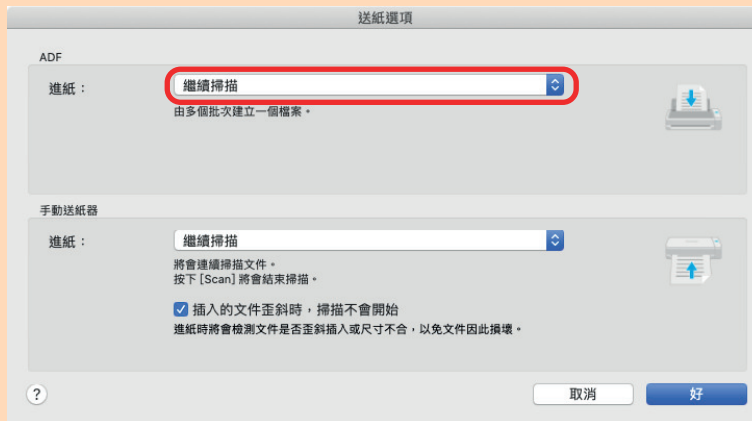 送紙選項
ADF
進紙：
繼續掃描
由多個批次建立一個檔案。
手動送紙器
進紙：
繼續掃描
將會連續掃描文件。
按下 [Scan] 將會結束掃描。
插入的文件歪斜時，掃描不會開始
進紙時將會檢測文件是否歪斜插入或尺寸不合，以免文件因此損壞。
?
取消
好